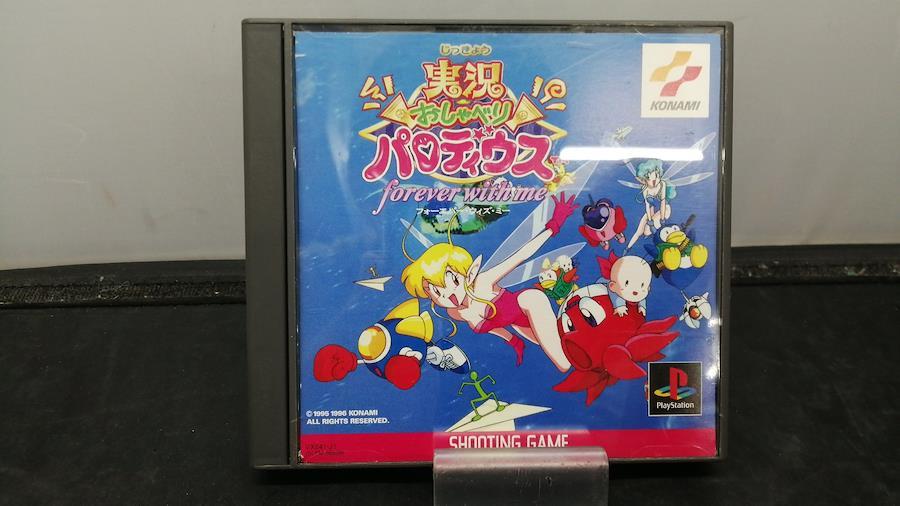 じっきょう
実況
おしゃべり
パロディウス
forever with me
フォーエバー・ウィズ・ミー
KONAMI
PlayStation
© 1995 1996 KONAMI
ALL RIGHTS RESERVED.
SHOOTING GAME